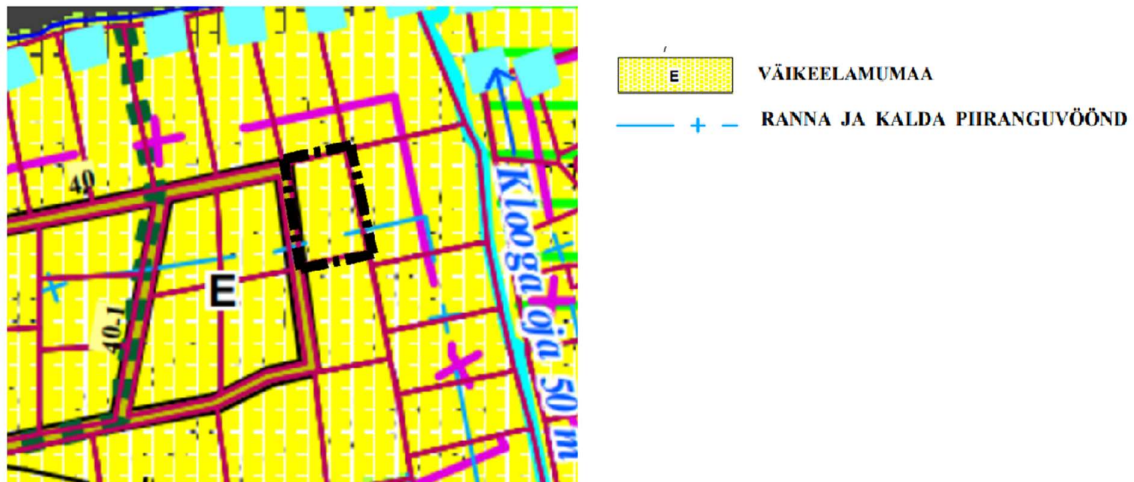 40
E
40-1
Klooga oja 50 m
E
VÄIKEELAMUMAA
RANNA JA KALDA PIIRANGUVÖÖND